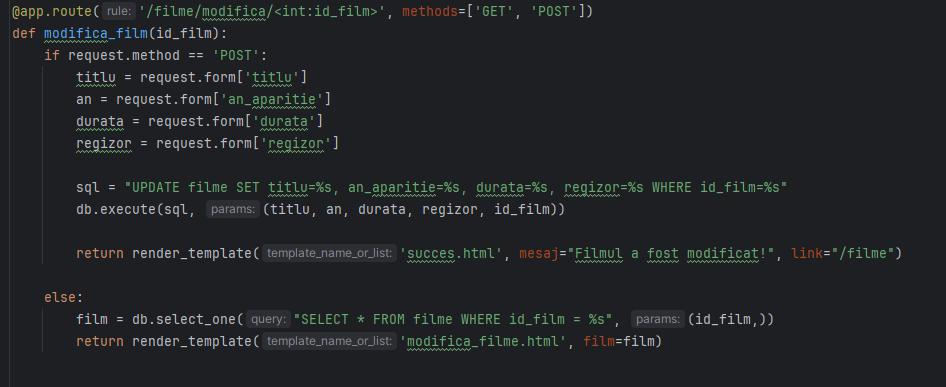 @app.route( rule: '/filme/modifica/<int:id_film>', methods=['GET', 'POST'])
def modifica_film(id_film):
    if request.method == 'POST':
        titlu = request.form['titlu']
        an = request.form['an_aparitie']
        durata = request.form['durata']
        regizor = request.form['regizor']
        sql = "UPDATE filme SET titlu=%s, an_aparitie=%s, durata=%s, regizor=%s WHERE id_film=%s"
        db.execute(sql, params: (titlu, an, durata, regizor, id_film))
        return render_template( template_name_or_list: 'succes.html', mesaj="Filmul a fost modificat!", link="/filme")
    else:
        film = db.select_one( query: "SELECT * FROM filme WHERE id_film = %s", params: (id_film,))
        return render_template( template_name_or_list: 'modifica_filme.html', film=film)